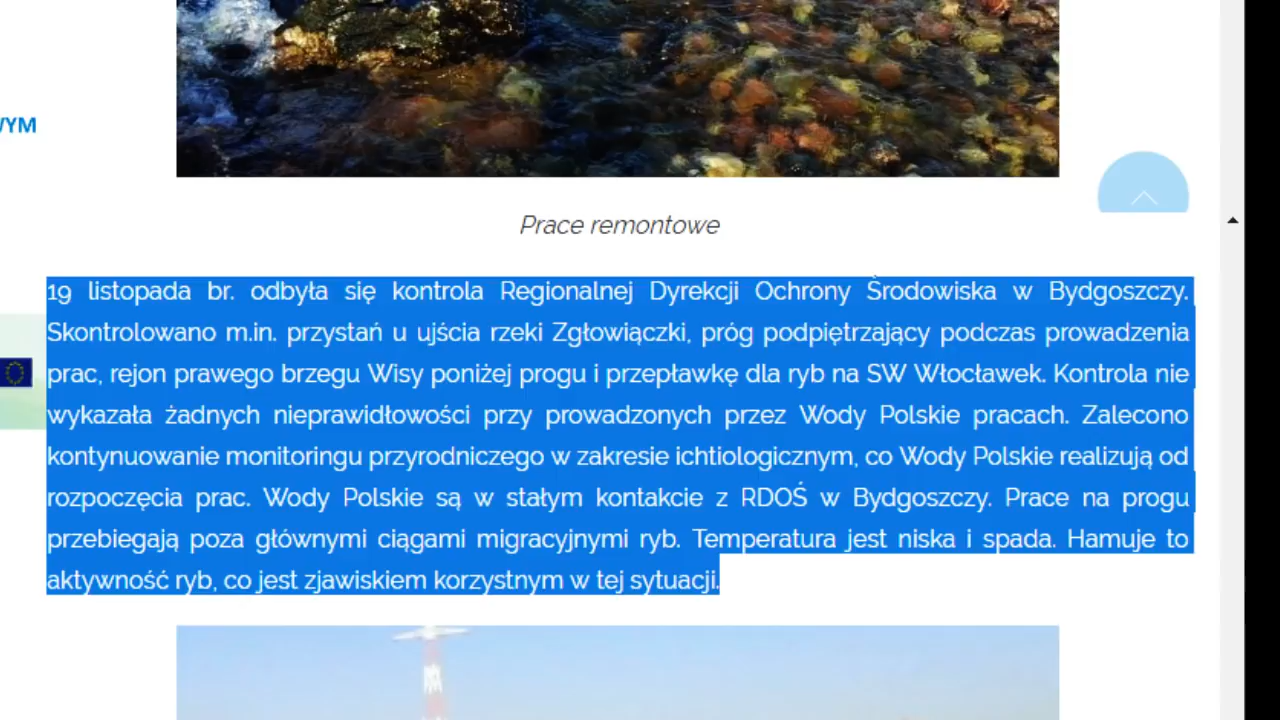 WYM
Prace remontowe
19 listopada br. odbyła się kontrola Regionalnej Dyrekcji Ochrony Środowiska w Bydgoszczy.
Skontrolowano m.in. przystań u ujścia rzeki Zgłowiączki, próg podpiętrzający podczas prowadzenia
prac, rejon prawego brzegu Wisy poniżej progu i przepławkę dla ryb na SW Włocławek. Kontrola nie
wykazała żadnych nieprawidłowości przy prowadzonych przez Wody Polskie pracach. Zalecono
kontynuowanie monitoringu przyrodniczego w zakresie ichtiologicznym, co Wody Polskie realizują od
rozpoczęcia prac. Wody Polskie są w stałym kontakcie z RDOŚ w Bydgoszczy. Prace na progu
przebiegają poza głównymi ciągami migracyjnymi ryb. Temperatura jest niska i spada. Hamuje to
aktywność ryb, co jest zjawiskiem korzystnym w tej sytuacji.